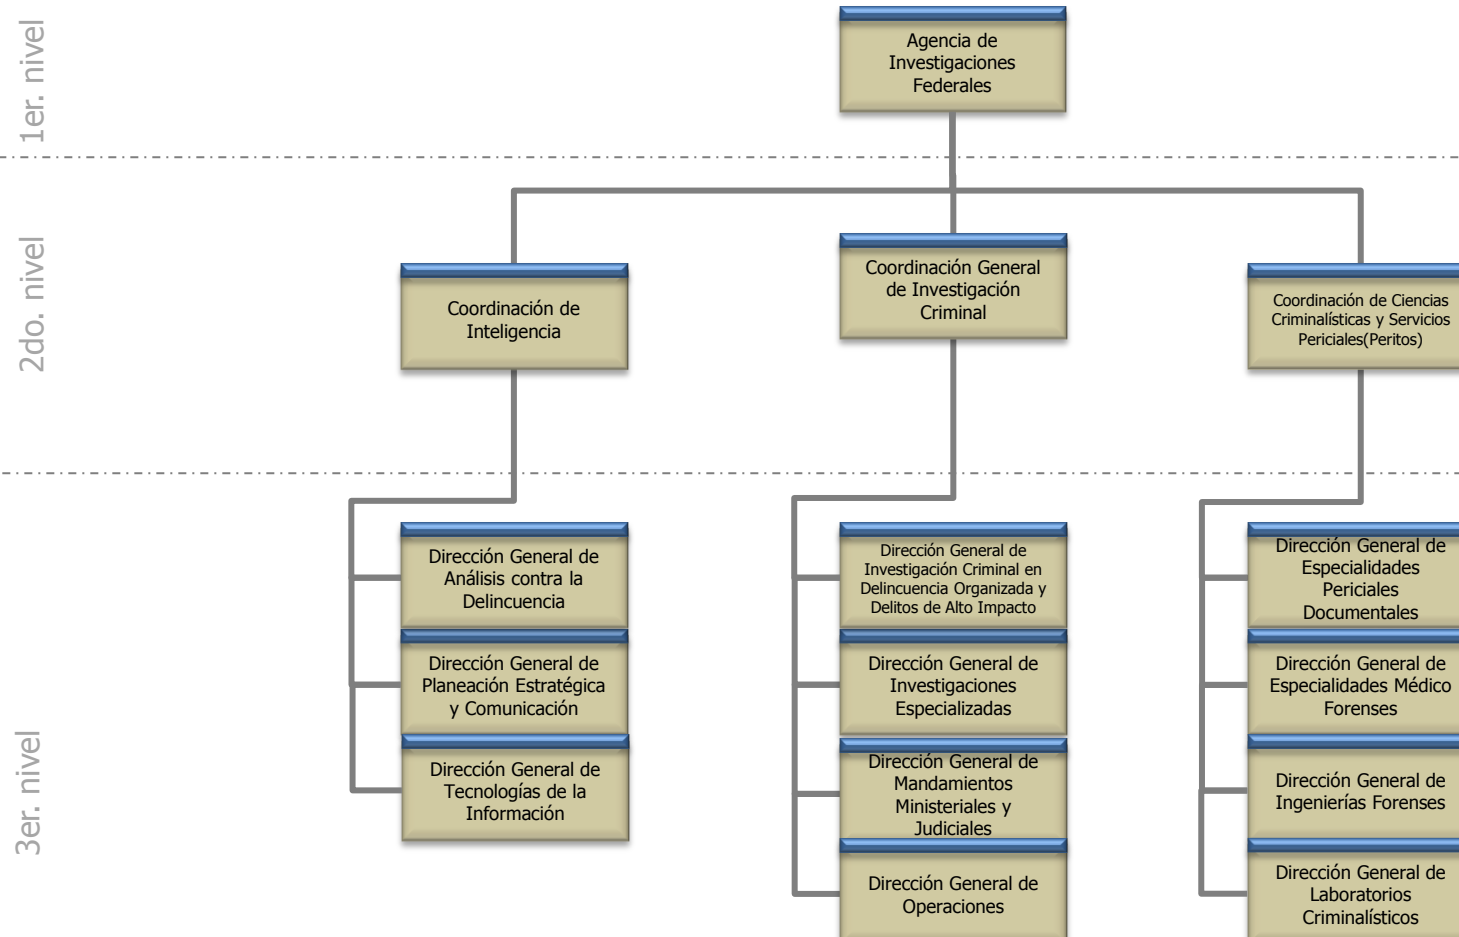 1er. nivel
Agencia de
Investigaciones
Federales
2do. nivel
Coordinación de
Inteligencia
Coordinación General
de Investigación
Criminal
Coordinación de Ciencias
Criminalísticas y Servicios
Periciales(Peritos)
3er. nivel
Dirección General de
Análisis contra la
Delincuencia
Dirección General de
Planeación Estratégica
y Comunicación
Dirección General de
Tecnologías de la
Información
Dirección General de
Investigación Criminal en
Delincuencia Organizada y
Delitos de Alto Impacto
Dirección General de
Investigaciones
Especializadas
Dirección General de
Mandamientos
Ministeriales y
Judiciales
Dirección General de
Operaciones
Dirección General de
Especialidades
Periciales
Documentales
Dirección General de
Especialidades Médico
Forenses
Dirección General de
Ingenierías Forenses
Dirección General de
Laboratorios
Criminalísticos